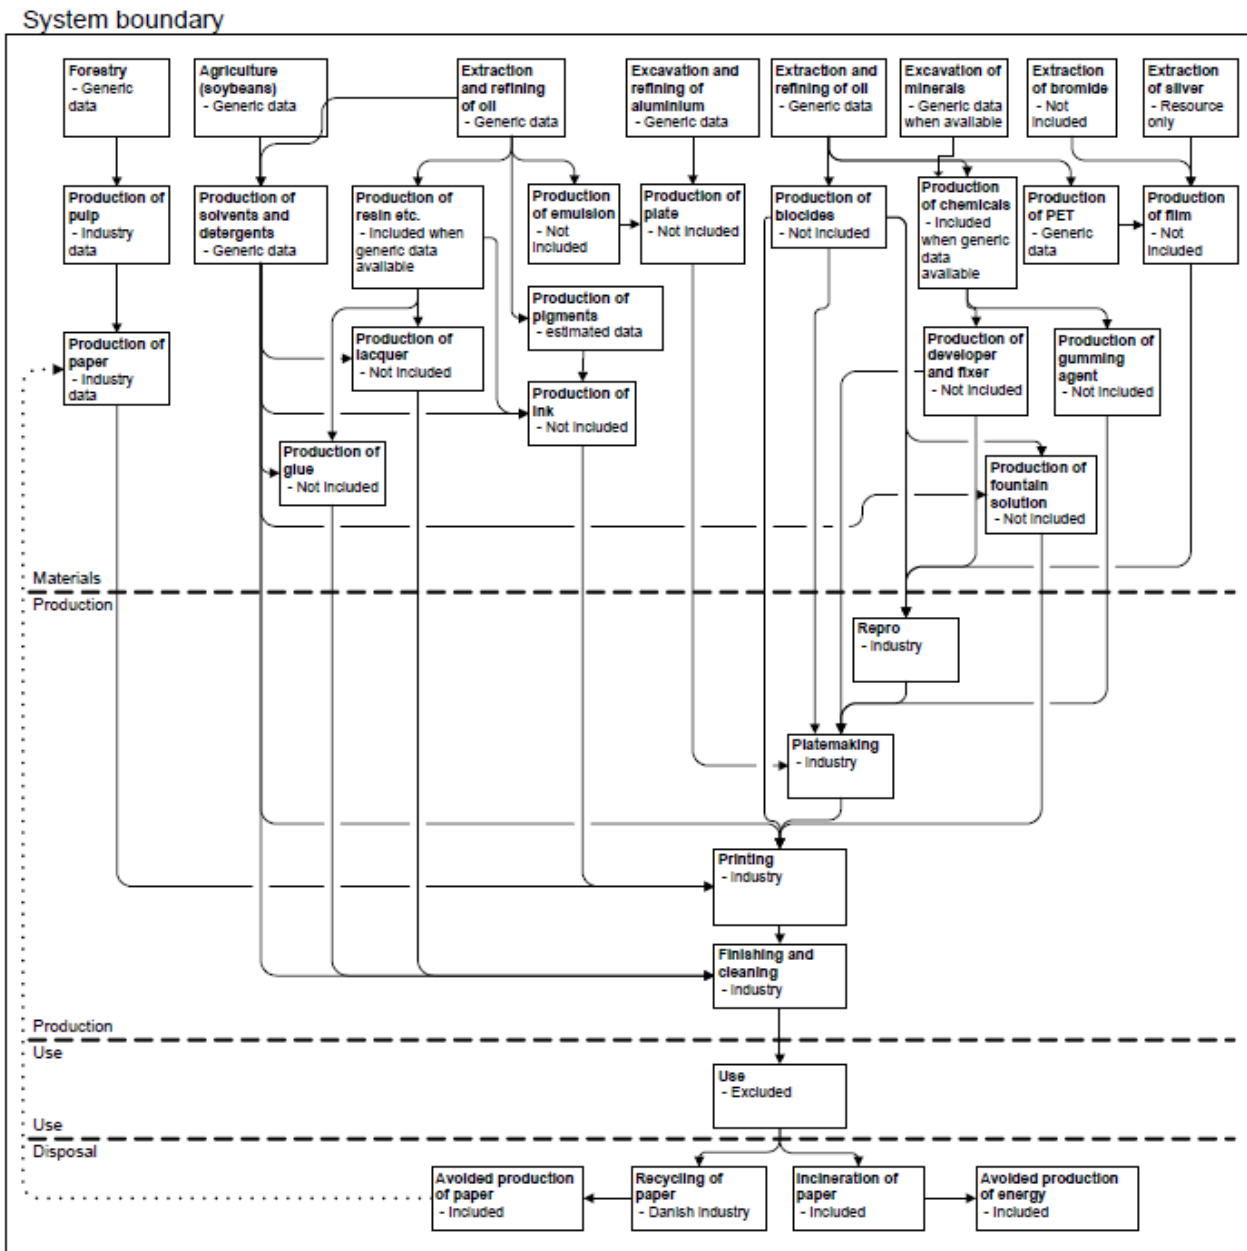 System boundary
Forestry
- Generic
data
Agriculture
(soybeans)
- Generic data
Extraction
and refining
of oil
- Generic data
Excavation and
refining of
aluminium
- Generic data
Extraction and
refining of oil
- Generic data
Excavation of
minerals
- Generic data
when available
Extraction
of bromide
- Not
Included
Extraction
of silver
- Resource
only
Production of
pulp
- Industry
data
Production of
solvents and
detergents
- Generic data
Production of
resin etc.
- Included when
generic data
available
Production
of emulsion
- Not
Included
Production of
plate
- Not Included
Production
of biocides
- Not Included
Production
of chemicals
- Included
when generic
data
available
Production
of PET
- Generic
data
Production
of film
- Not
Included
Production of
pigments
- estimated data
Production of
paper
- Industry
data
Production of
lacquer
- Not Included
Production of
developer
and fixer
- Not Included
Production of
gumming
agent
- Not Included
Production of
ink
- Not Included
Production of
glue
- Not Included
Production of
fountain
solution
- Not Included
Materials
Production
Repro
- Industry
Platemaking
- Industry
Printing
- Industry
Finishing and
cleaning
- Industry
Production
Use
Use
- Excluded
Use
Disposal
Avoided production
of paper
- Included
Recycling of
paper
- Danish Industry
Incineration of
paper
- Included
Avoided production
of energy
- Included